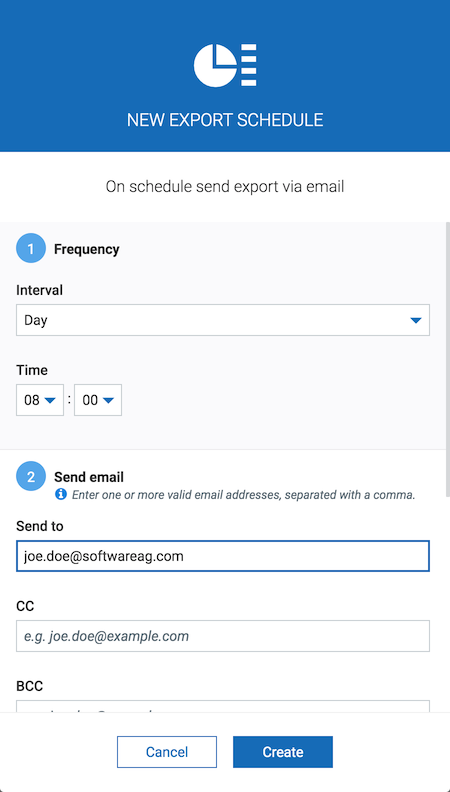 NEW EXPORT SCHEDULE
On schedule send export via email
1 Frequency
Interval
Day
Time
08 : 00
2 Send email
Enter one or more valid email addresses, separated with a comma.
Send to
joe.doe@softwareag.com
CC
e.g. joe.doe@example.com
BCC
Cancel Create